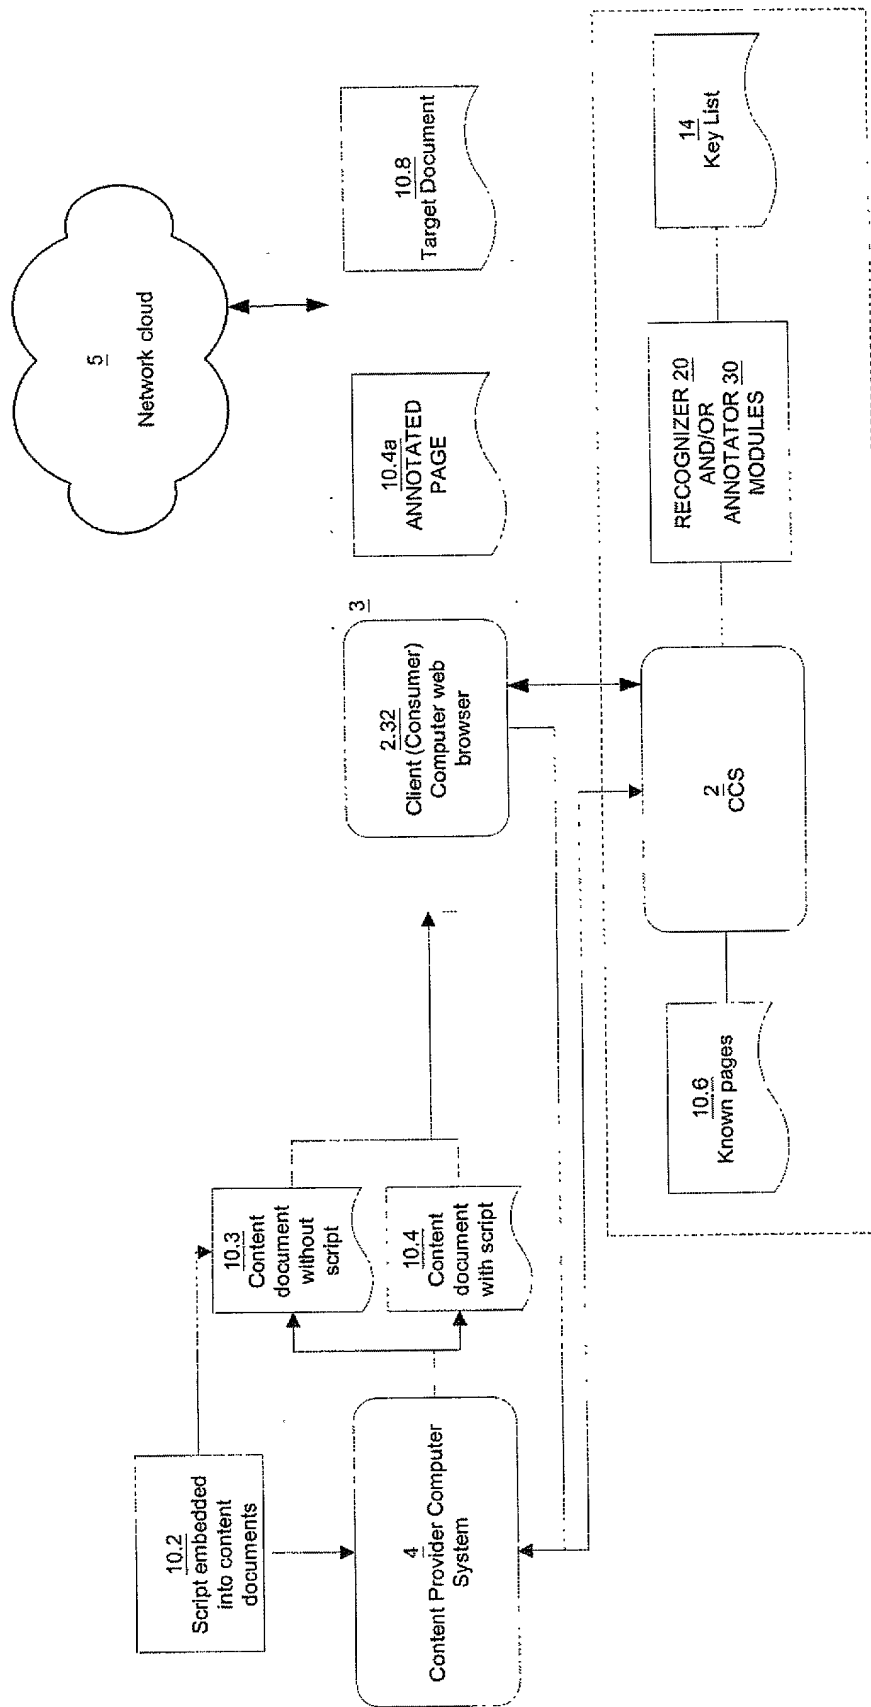 5
Network cloud
10.8
Target Document
10.4a
ANNOTATED
PAGE
3
2.32
Client (Consumer)
Computer web
browser
14
Key List
RECOGNIZER 20
AND/OR
ANNOTATOR 30
MODULES
2
CCS
10.6
Known pages
10.3
Content
document
without
script
10.4
Content
document
with script
10.2
Script embedded
into content
documents
4
Content Provider Computer
System